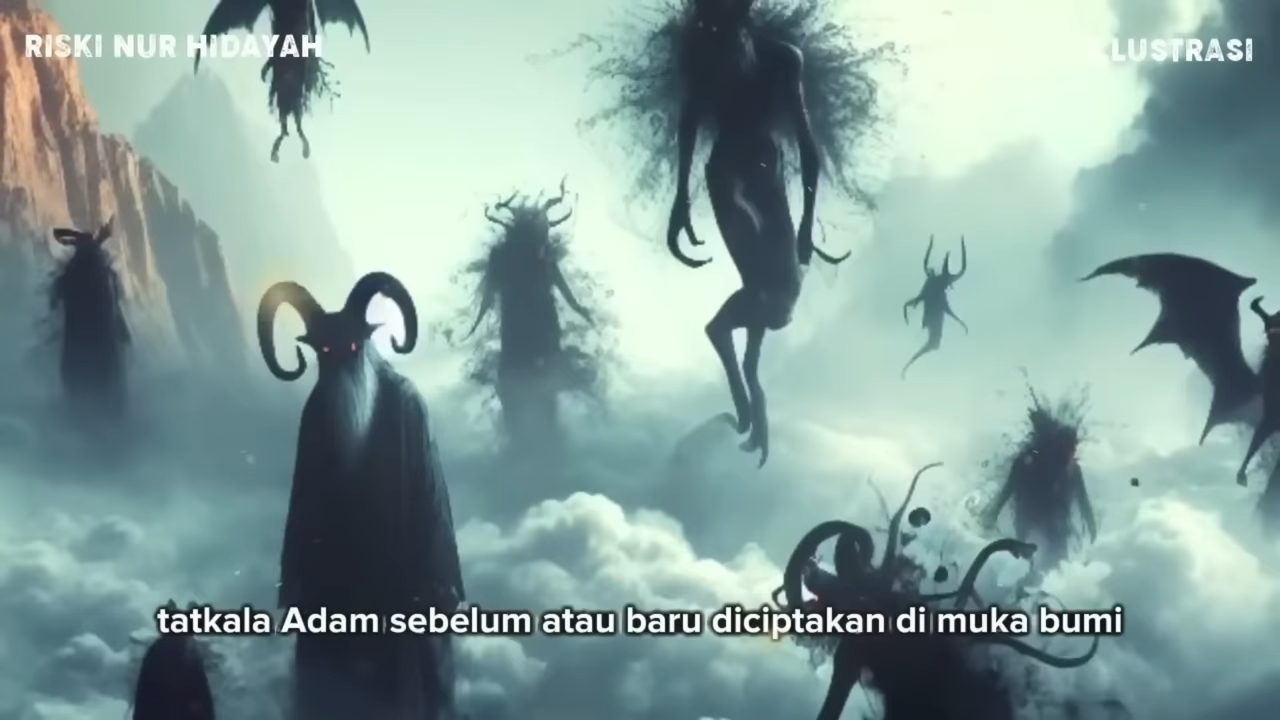 RISKI NUR HIDAYAH
LUSTRASI
tatkala Adam sebelum atau baru diciptakan di muka bumi